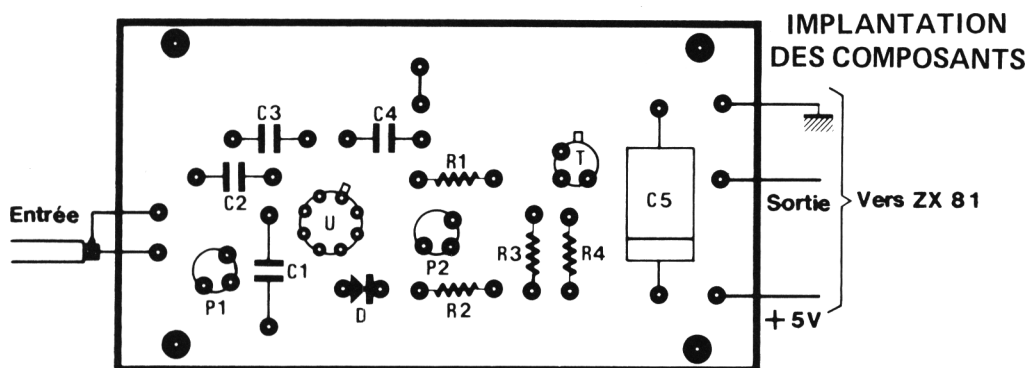 IMPLANTATION
DES COMPOSANTS
C3
C4
T
R1
C2
U
C5
Entrée
Sortie
Vers ZX 81
P1
C1
P2
R3
R4
D
R2
+ 5V